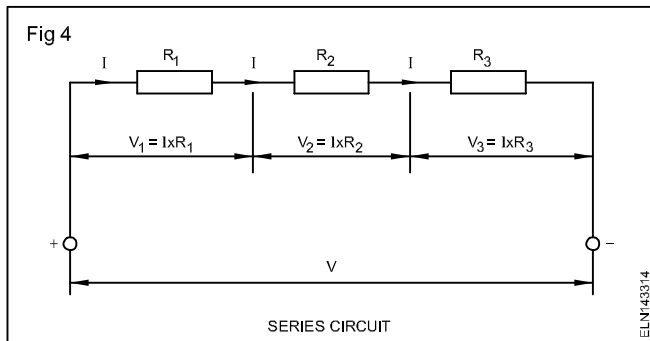 Fig 4
I R₁ I R₂ I R₃
V₁ = IxR₁ V₂ = IxR₂ V₃ = IxR₃
+ −
V
SERIES CIRCUIT
ELN143314